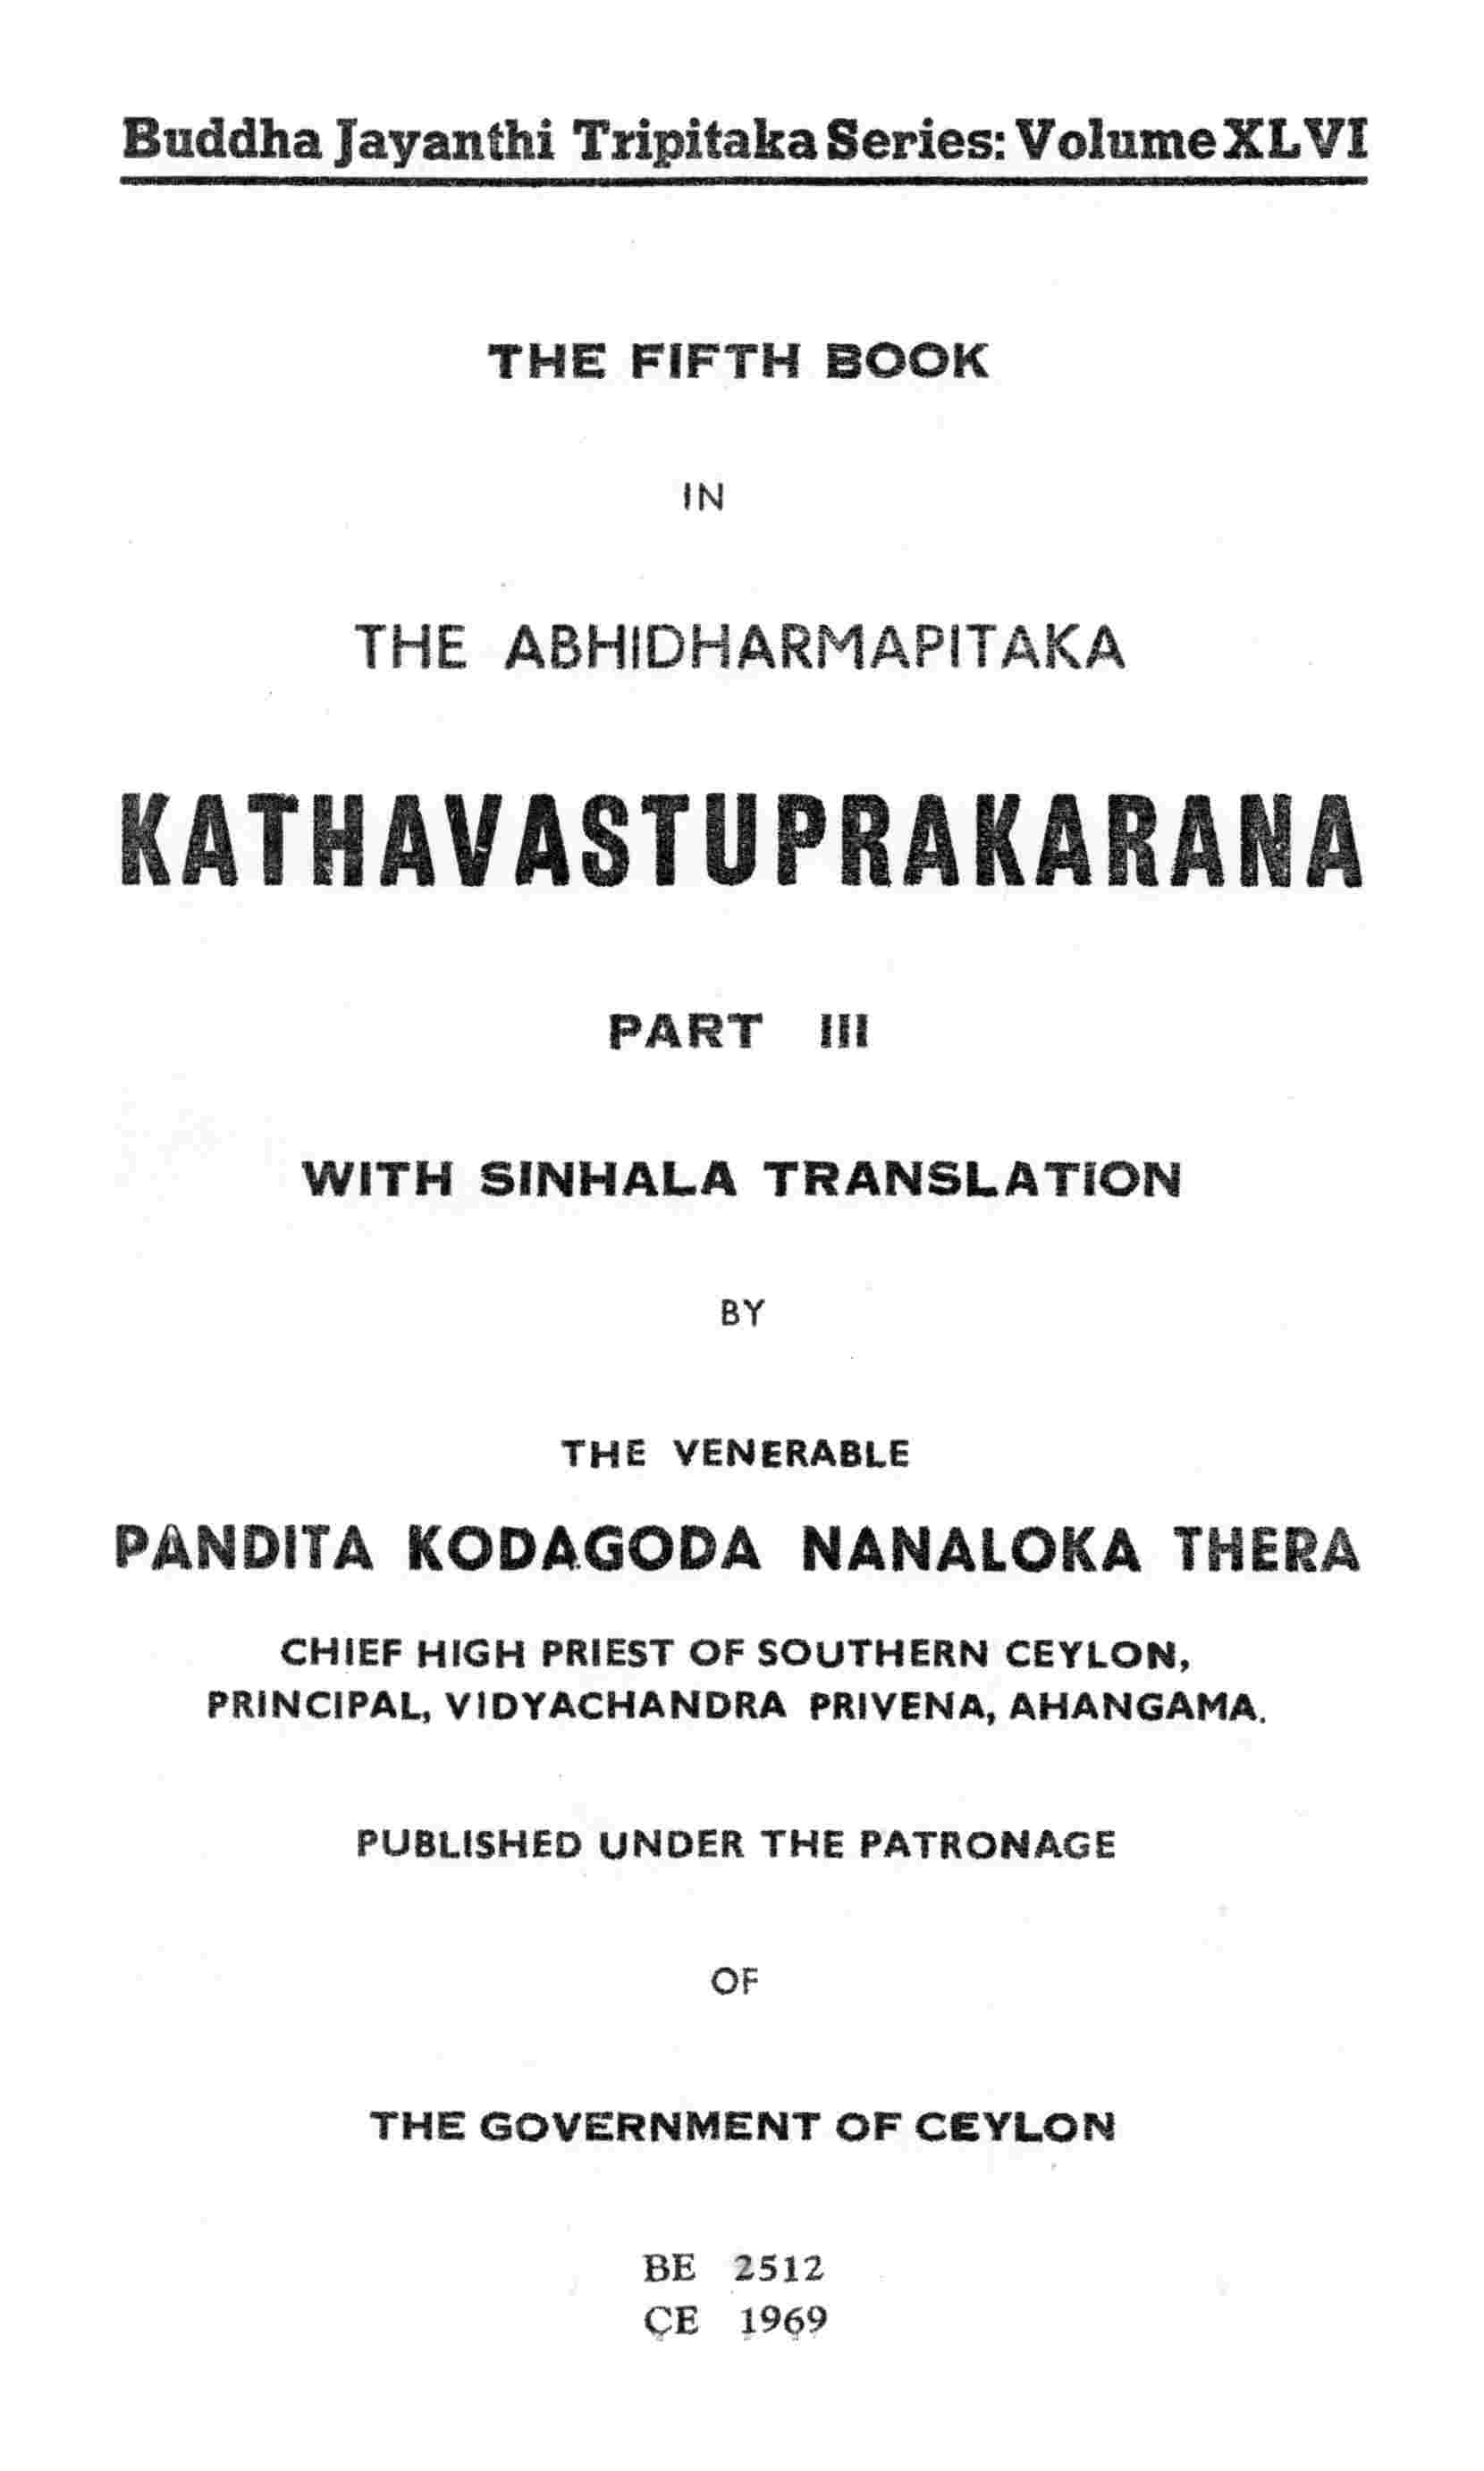 Buddha Jayanthi Tripitaka Series: Volume XLVI
THE FIFTH BOOK
IN
THE ABHIDHARMAPITAKA
KATHAVASTUPRAKARANA
PART III
WITH SINHALA TRANSLATION
BY
THE VENERABLE
PANDITA KODAGODA NANALOKA THERA
CHIEF HIGH PRIEST OF SOUTHERN CEYLON,
PRINCIPAL, VIDYACHANDRA PRIVENA, AHANGAMA.
PUBLISHED UNDER THE PATRONAGE
OF
THE GOVERNMENT OF CEYLON
BE 2512
CE 1969